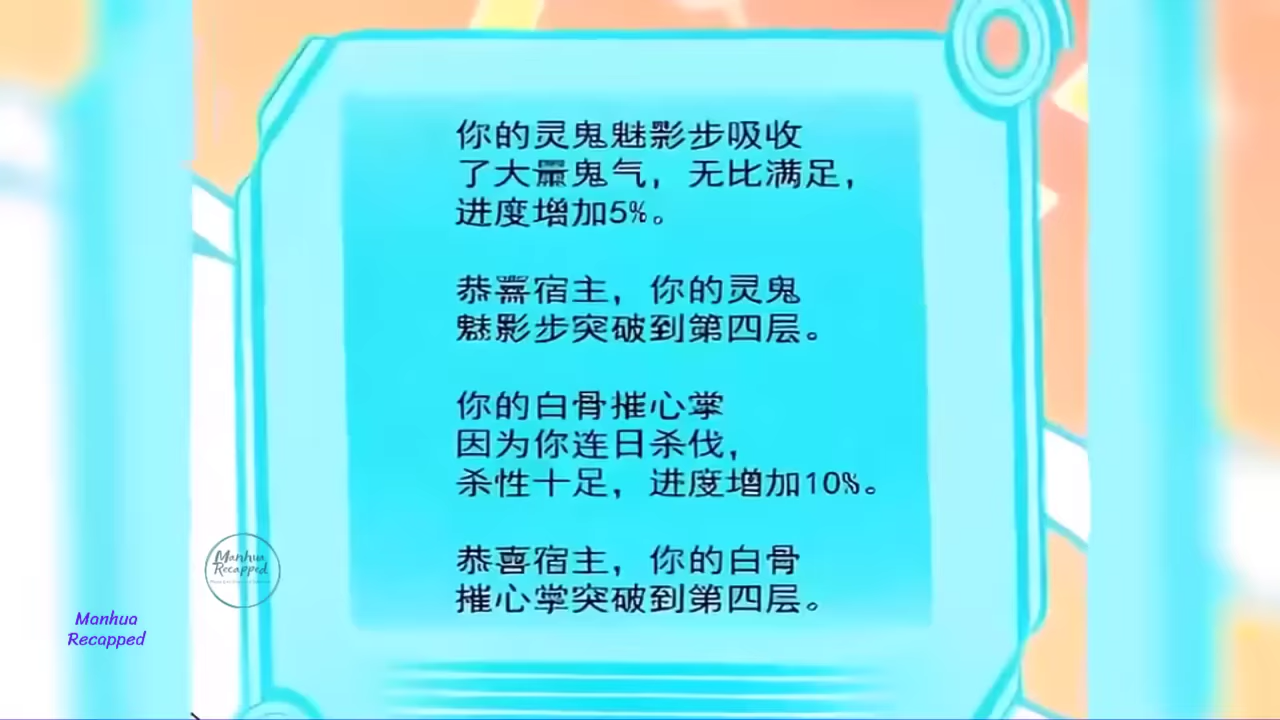 你的灵鬼魅影步吸收
了大量鬼气，无比满足，
进度增加5%。
恭喜宿主，你的灵鬼
魅影步突破到第四层。
你的白骨摧心掌
因为你连日杀伐，
杀性十足，进度增加10%。
恭喜宿主，你的白骨
摧心掌突破到第四层。
Manhua
Recapped
Manhua
Recapped